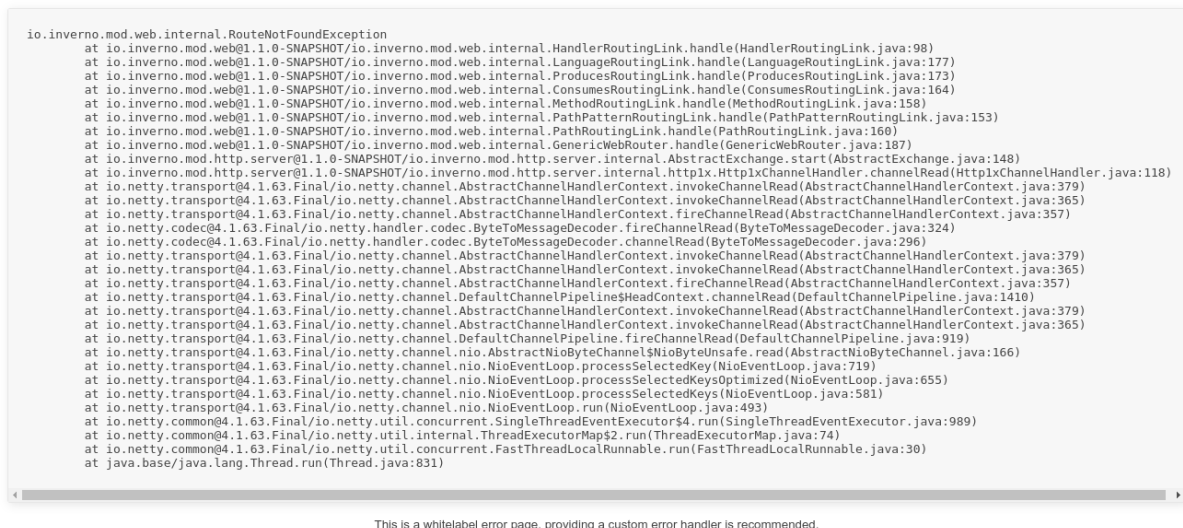 io.inverno.mod.web.internal.RouteNotFoundException
at io.inverno.mod.web@1.1.0-SNAPSHOT/io.inverno.mod.web.internal.HandlerRoutingLink.handle(HandlerRoutingLink.java:98)
at io.inverno.mod.web@1.1.0-SNAPSHOT/io.inverno.mod.web.internal.LanguageRoutingLink.handle(LanguageRoutingLink.java:177)
at io.inverno.mod.web@1.1.0-SNAPSHOT/io.inverno.mod.web.internal.ProducesRoutingLink.handle(ProducesRoutingLink.java:173)
at io.inverno.mod.web@1.1.0-SNAPSHOT/io.inverno.mod.web.internal.ConsumesRoutingLink.handle(ConsumesRoutingLink.java:164)
at io.inverno.mod.web@1.1.0-SNAPSHOT/io.inverno.mod.web.internal.MethodRoutingLink.handle(MethodRoutingLink.java:158)
at io.inverno.mod.web@1.1.0-SNAPSHOT/io.inverno.mod.web.internal.PathPatternRoutingLink.handle(PathPatternRoutingLink.java:153)
at io.inverno.mod.web@1.1.0-SNAPSHOT/io.inverno.mod.web.internal.PathRoutingLink.handle(PathRoutingLink.java:160)
at io.inverno.mod.web@1.1.0-SNAPSHOT/io.inverno.mod.web.internal.GenericWebRouter.handle(GenericWebRouter.java:187)
at io.inverno.mod.http.server@1.1.0-SNAPSHOT/io.inverno.mod.http.server.internal.AbstractExchange.start(AbstractExchange.java:148)
at io.inverno.mod.http.server@1.1.0-SNAPSHOT/io.inverno.mod.http.server.internal.http1x.Http1xChannelHandler.channelRead(Http1xChannelHandler.java:118)
at io.netty.transport@4.1.63.Final/io.netty.channel.AbstractChannelHandlerContext.invokeChannelRead(AbstractChannelHandlerContext.java:379)
at io.netty.transport@4.1.63.Final/io.netty.channel.AbstractChannelHandlerContext.invokeChannelRead(AbstractChannelHandlerContext.java:365)
at io.netty.transport@4.1.63.Final/io.netty.channel.AbstractChannelHandlerContext.fireChannelRead(AbstractChannelHandlerContext.java:357)
at io.netty.codec@4.1.63.Final/io.netty.handler.codec.ByteToMessageDecoder.fireChannelRead(ByteToMessageDecoder.java:324)
at io.netty.codec@4.1.63.Final/io.netty.handler.codec.ByteToMessageDecoder.channelRead(ByteToMessageDecoder.java:296)
at io.netty.transport@4.1.63.Final/io.netty.channel.AbstractChannelHandlerContext.invokeChannelRead(AbstractChannelHandlerContext.java:379)
at io.netty.transport@4.1.63.Final/io.netty.channel.AbstractChannelHandlerContext.invokeChannelRead(AbstractChannelHandlerContext.java:365)
at io.netty.transport@4.1.63.Final/io.netty.channel.AbstractChannelHandlerContext.fireChannelRead(AbstractChannelHandlerContext.java:357)
at io.netty.transport@4.1.63.Final/io.netty.channel.DefaultChannelPipeline$HeadContext.channelRead(DefaultChannelPipeline.java:1410)
at io.netty.transport@4.1.63.Final/io.netty.channel.AbstractChannelHandlerContext.invokeChannelRead(AbstractChannelHandlerContext.java:379)
at io.netty.transport@4.1.63.Final/io.netty.channel.AbstractChannelHandlerContext.invokeChannelRead(AbstractChannelHandlerContext.java:365)
at io.netty.transport@4.1.63.Final/io.netty.channel.DefaultChannelPipeline.fireChannelRead(DefaultChannelPipeline.java:919)
at io.netty.transport@4.1.63.Final/io.netty.channel.nio.AbstractNioByteChannel$NioByteUnsafe.read(AbstractNioByteChannel.java:166)
at io.netty.transport@4.1.63.Final/io.netty.channel.nio.NioEventLoop.processSelectedKey(NioEventLoop.java:719)
at io.netty.transport@4.1.63.Final/io.netty.channel.nio.NioEventLoop.processSelectedKeysOptimized(NioEventLoop.java:655)
at io.netty.transport@4.1.63.Final/io.netty.channel.nio.NioEventLoop.processSelectedKeys(NioEventLoop.java:581)
at io.netty.transport@4.1.63.Final/io.netty.channel.nio.NioEventLoop.run(NioEventLoop.java:493)
at io.netty.common@4.1.63.Final/io.netty.util.concurrent.SingleThreadEventExecutor$4.run(SingleThreadEventExecutor.java:989)
at io.netty.common@4.1.63.Final/io.netty.util.internal.ThreadExecutorMap$2.run(ThreadExecutorMap.java:74)
at io.netty.common@4.1.63.Final/io.netty.util.concurrent.FastThreadLocalRunnable.run(FastThreadLocalRunnable.java:30)
at java.base/java.lang.Thread.run(Thread.java:831)
This is a whitelabel error page, providing a custom error handler is recommended.